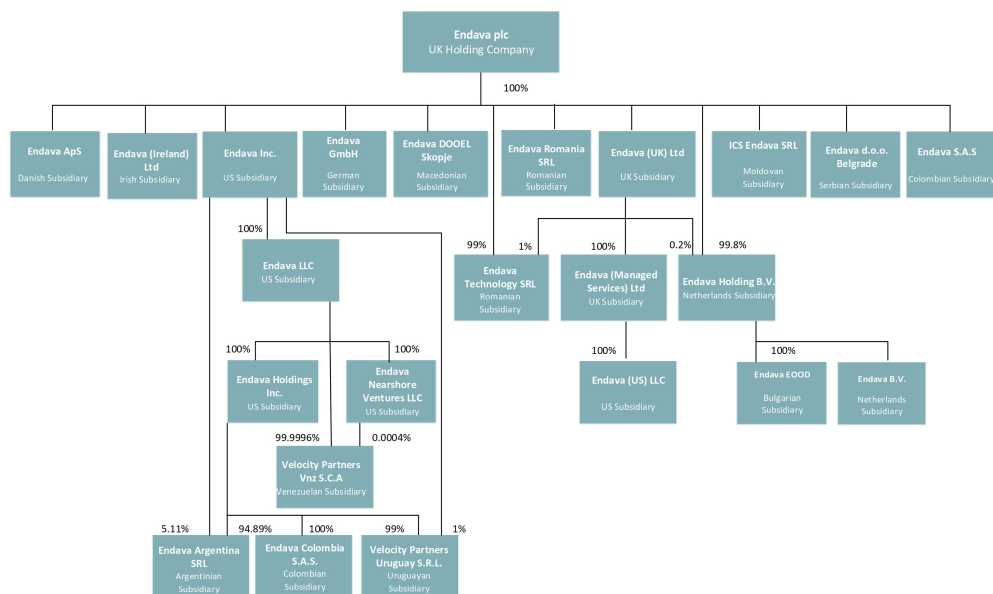 Endava plc
UK Holding Company
100%
Endava ApS
Danish Subsidiary
Endava (Ireland)
Ltd
Irish Subsidiary
Endava Inc.
US Subsidiary
Endava
GmbH
German
Subsidiary
Endava DOOEL
Skopje
Macedonian
Subsidiary
Endava Romania
SRL
Romanian
Subsidiary
Endava (UK) Ltd
UK Subsidiary
ICS Endava SRL
Moldovan
Subsidiary
Endava d.o.o.
Belgrade
Serbian Subsidiary
Endava S.A.S
Colombian Subsidiary
100%
99%
1%
100%
0.2%
99.8%
Endava LLC
US Subsidiary
Endava
Technology SRL
Romanian
Subsidiary
Endava (Managed
Services) Ltd
UK Subsidiary
Endava Holding B.V.
Netherlands Subsidiary
100%
100%
100%
100%
Endava Holdings
Inc.
US Subsidiary
Endava
Nearshore
Ventures LLC
US Subsidiary
Endava (US) LLC
US Subsidiary
Endava EOOD
Bulgarian
Subsidiary
Endava B.V.
Netherlands
Subsidiary
99.9996%
0.0004%
Velocity Partners
Vnz S.C.A
Venezuelan Subsidiary
5.11%
94.89%
100%
99%
1%
Endava Argentina
SRL
Argentinian
Subsidiary
Endava Colombia
S.A.S.
Colombian
Subsidiary
Velocity Partners
Uruguay S.R.L.
Uruguayan
Subsidiary